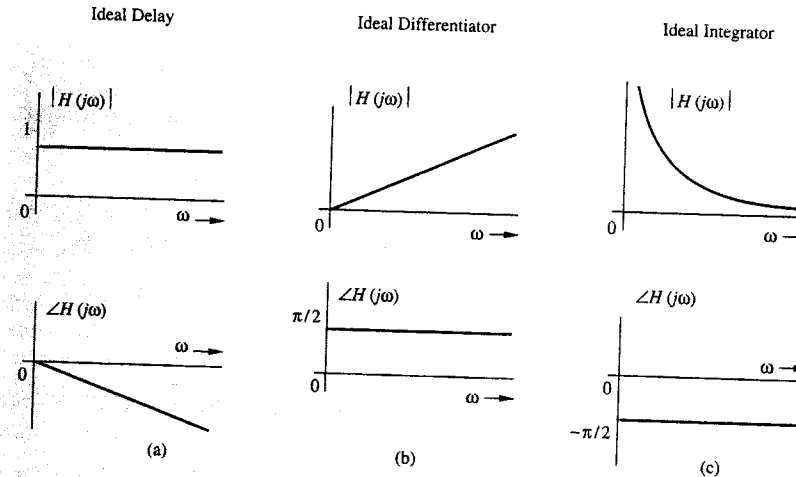 Ideal Delay
|H(jω)|
1
0
ω
∠H(jω)
ω
0
(a)
Ideal Differentiator
|H(jω)|
0
ω
∠H(jω)
π/2
0
ω
(b)
Ideal Integrator
|H(jω)|
0
ω
∠H(jω)
ω
0
−π/2
(c)